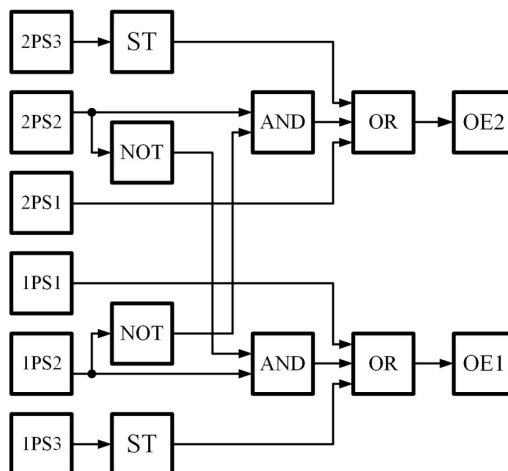 2PS3
ST
2PS2
AND
OR
OE2
NOT
2PS1
1PS1
NOT
1PS2
AND
OR
OE1
1PS3
ST